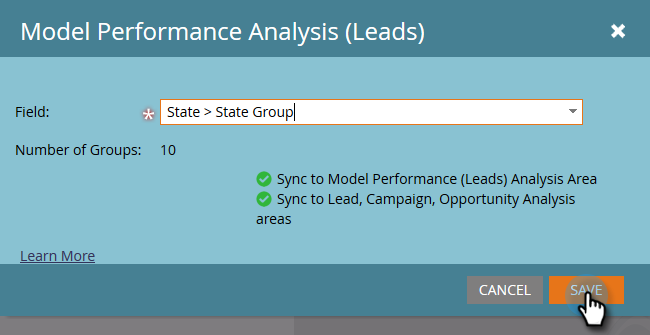 Model Performance Analysis (Leads)
Field: * State > State Group
Number of Groups: 10
Sync to Model Performance (Leads) Analysis Area
Sync to Lead, Campaign, Opportunity Analysis
areas
Learn More
CANCEL SAVE